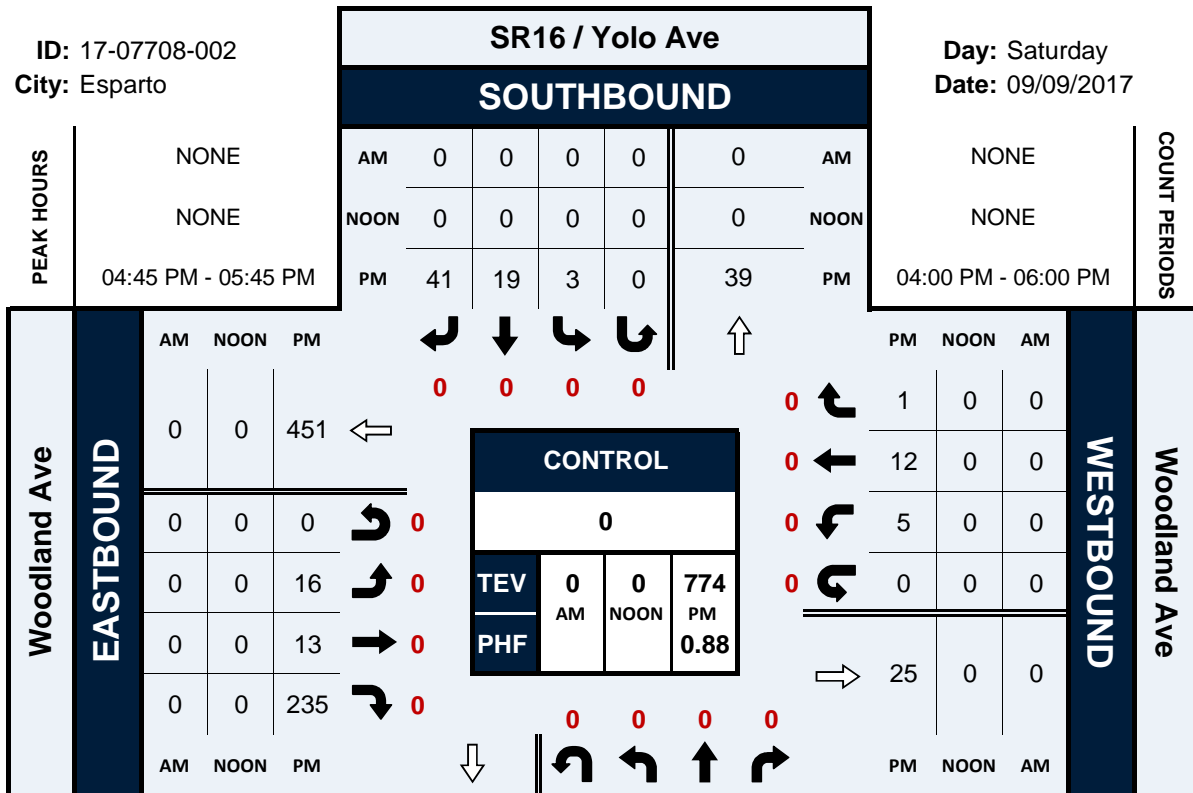 ID: 17-07708-002
City: Esparto
SR16 / Yolo Ave
SOUTHBOUND
Day: Saturday
Date: 09/09/2017
PEAK HOURS
NONE
NONE
04:45 PM - 05:45 PM
AM 0 0 0 0 0 AM
NOON 0 0 0 0 0 NOON
PM 41 19 3 0 39 PM
NONE
NONE
04:00 PM - 06:00 PM
COUNT PERIODS
0 0 0 0
Woodland Ave
EASTBOUND
AM NOON PM
0 0 451
0 0 0 0
0 0 16 0
0 0 13 0
0 0 235 0
AM NOON PM
CONTROL
0
TEV 0 0 774
AM NOON PM
PHF 0.88
PM NOON AM
0 1 0 0
0 12 0 0
0 5 0 0
0 0 0 0
25 0 0
PM NOON AM
WESTBOUND
Woodland Ave
0 0 0 0